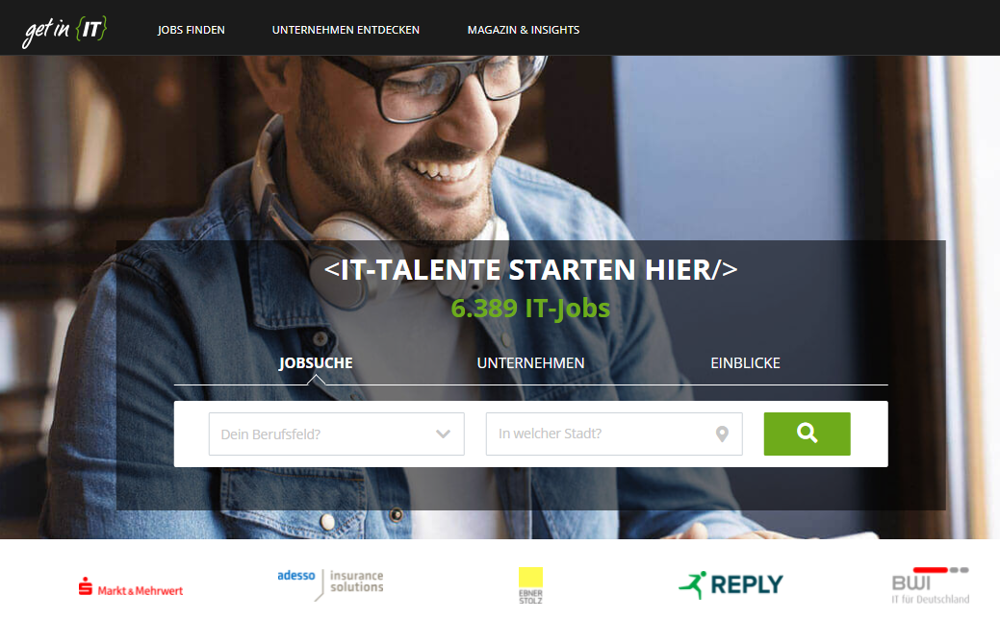 get in {IT}
JOBS FINDEN
UNTERNEHMEN ENTDECKEN
MAGAZIN & INSIGHTS
<IT-TALENTE STARTEN HIER/>
6.389 IT-Jobs
JOBSUCHE
UNTERNEHMEN
EINBLICKE
Dein Berufsfeld?
In welcher Stadt?
Markt & Mehrwert
adesso
insurance
solutions
EBNER
STOLZ
REPLY
BWI
IT für Deutschland